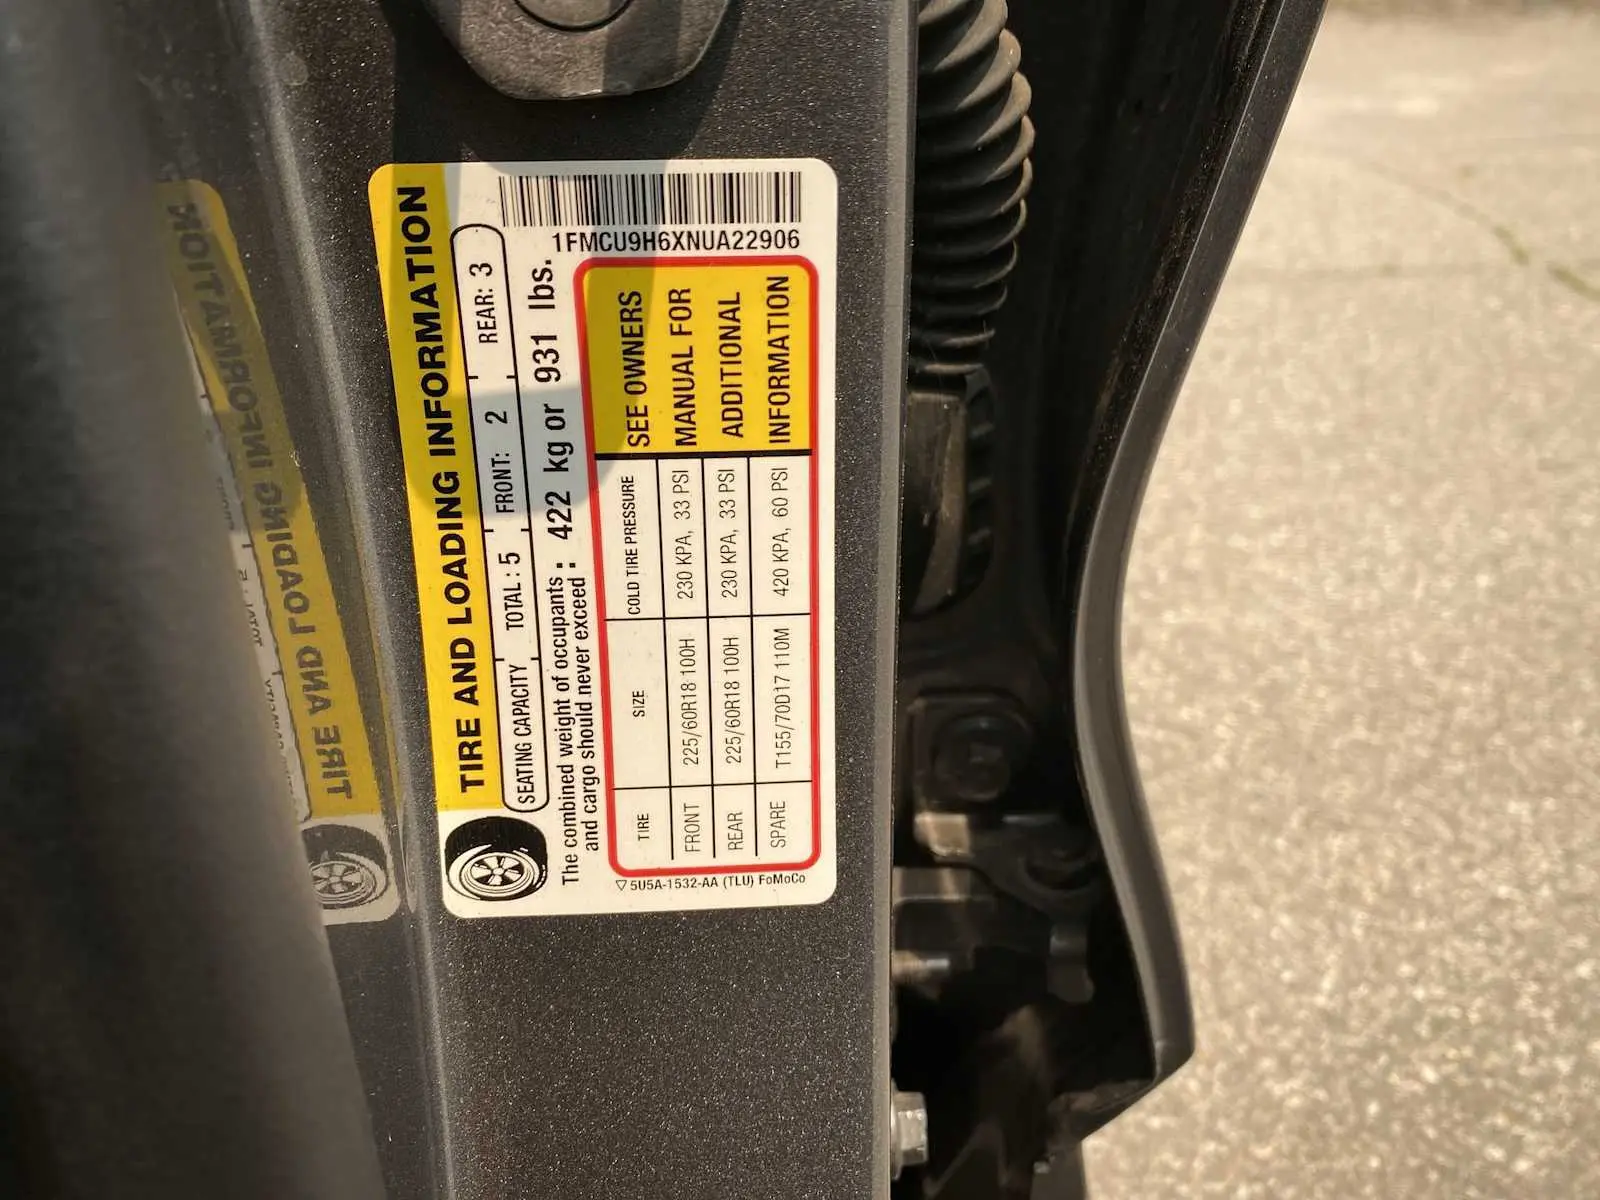 1FMCU9H6XNUA22906
TIRE AND LOADING INFORMATION
SEATING CAPACITY TOTAL : 5 FRONT: 2 REAR: 3
The combined weight of occupants and cargo should never exceed : 422 kg or 931 lbs.
TIRE SIZE COLD TIRE PRESSURE
FRONT 225/60R18 100H 230 KPA, 33 PSI
REAR 225/60R18 100H 230 KPA, 33 PSI
SPARE T155/70D17 110M 420 KPA, 60 PSI
SEE OWNERS
MANUAL FOR
ADDITIONAL
INFORMATION
5U5A-1532-AA (TLU) FoMoCo
TIRE AND LOADING INFORMATION